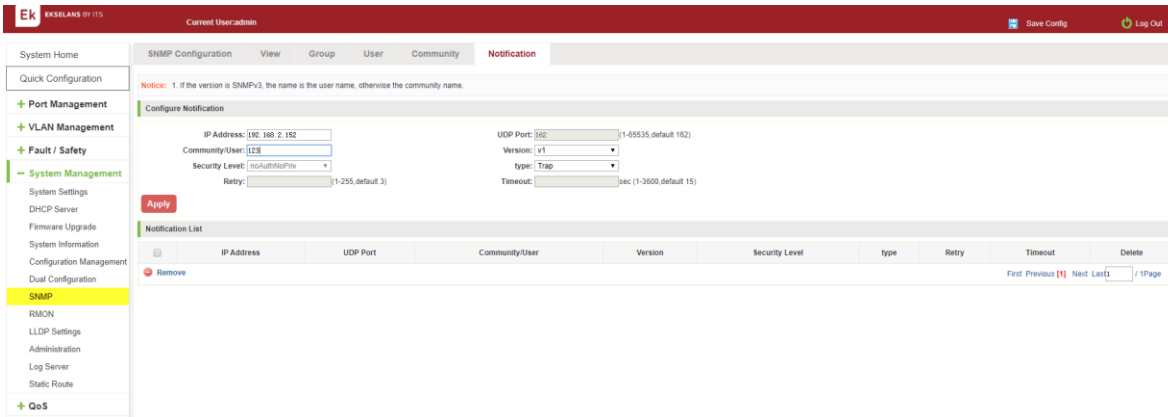 Ek EKSELANS BY ITS
Current User:admin
Save Config
Log Out
System Home
Quick Configuration
+ Port Management
+ VLAN Management
+ Fault / Safety
− System Management
System Settings
DHCP Server
Firmware Upgrade
System Information
Configuration Management
Dual Configuration
SNMP
RMON
LLDP Settings
Administration
Log Server
Static Route
+ QoS
SNMP Configuration View Group User Community Notification
Notice: 1. If the version is SNMPv3, the name is the user name, otherwise the community name.
Configure Notification
IP Address: 192.168.2.152 UDP Port: 162 (1-65535,default 162)
Community/User: 123 Version: v1
Security Level: noAuthNoPriv type: Trap
Retry: (1-255,default 3) Timeout: sec (1-3600,default 15)
Apply
Notification List
IP Address UDP Port Community/User Version Security Level type Retry Timeout Delete
Remove First Previous [1] Next Last 1 / 1Page